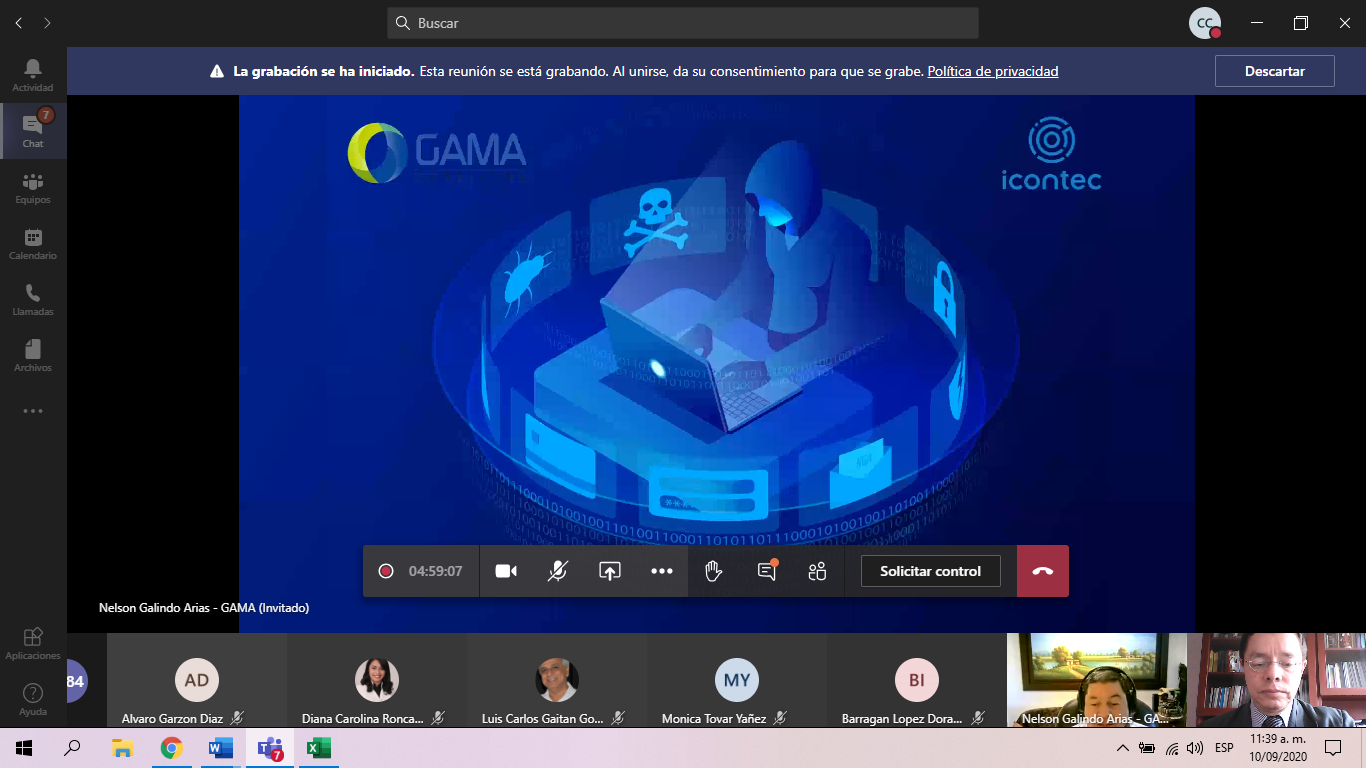 Buscar
CC
La grabación se ha iniciado. Esta reunión se está grabando. Al unirse, da su consentimiento para que se grabe. Política de privacidad
Descartar
Actividad
7
Chat
Equipos
Calendario
Llamadas
Archivos
Aplicaciones
Ayuda
GAMA
icontec
04:59:07
Solicitar control
Nelson Galindo Arias - GAMA (Invitado)
84
AD
MY
BI
Alvaro Garzon Diaz
Diana Carolina Ronca...
Luis Carlos Gaitan Go...
Monica Tovar Yañez
Barragan Lopez Dora...
Nelson Galindo Arias - GA...
7
ESP
11:39 a. m.
10/09/2020